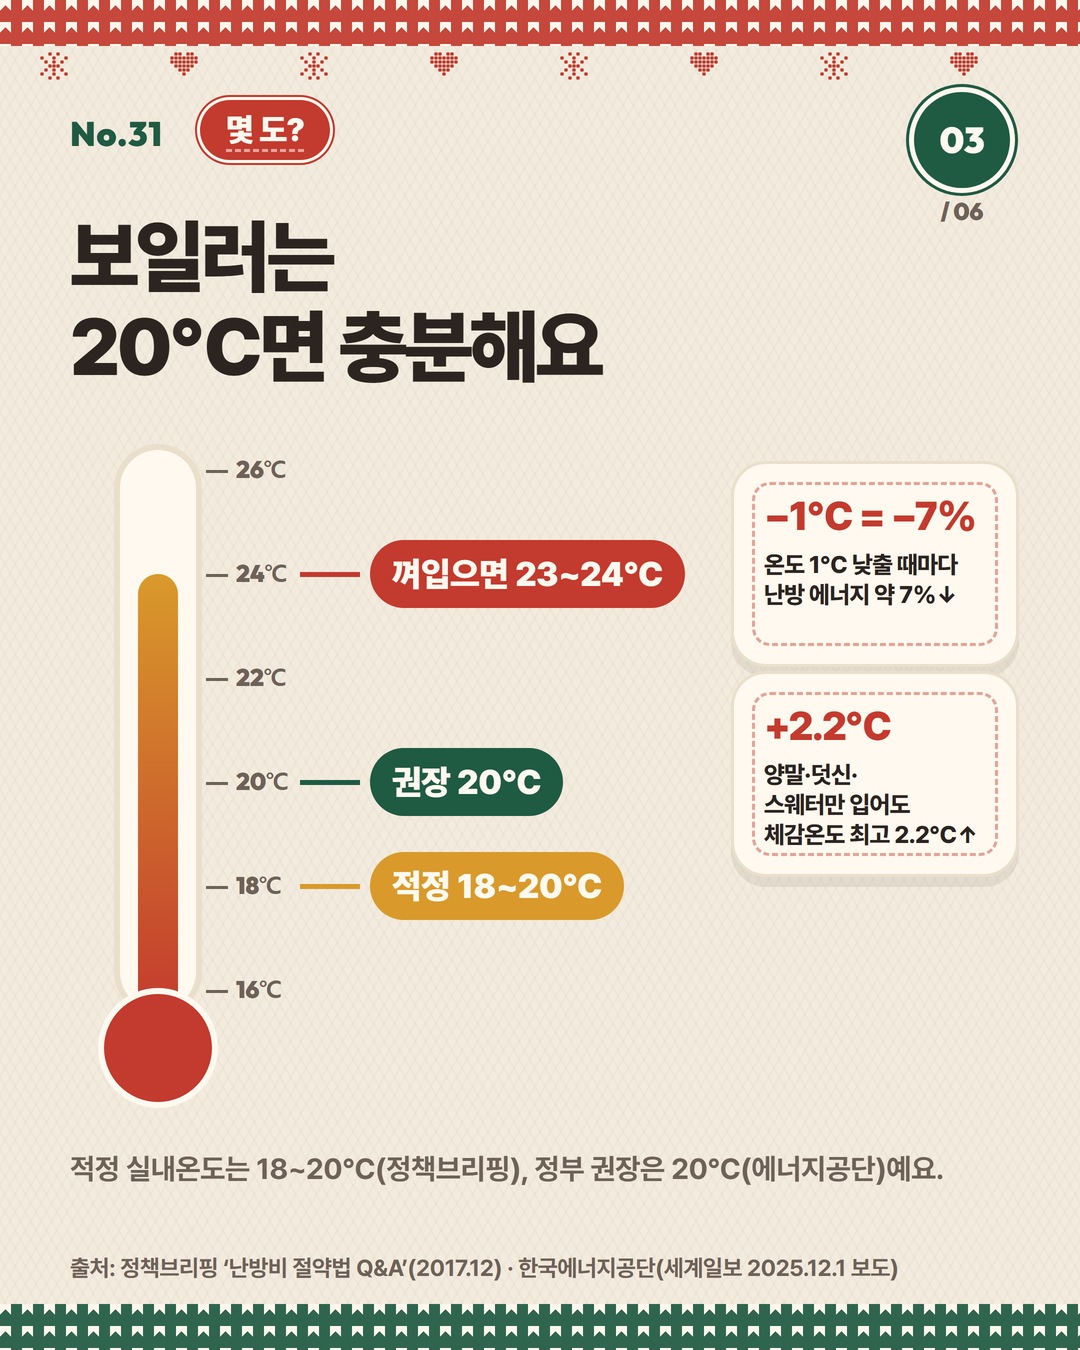 No.31
몇 도?
03
/ 06
보일러는
20°C면 충분해요
26℃
24℃
껴입으면 23~24°C
22℃
20℃
권장 20°C
18℃
적정 18~20°C
16℃
−1°C = −7%
온도 1°C 낮출 때마다
난방 에너지 약 7%↓
+2.2°C
양말·덧신·
스웨터만 입어도
체감온도 최고 2.2°C↑
적정 실내온도는 18~20°C(정책브리핑), 정부 권장은 20°C(에너지공단)예요.
출처: 정책브리핑 ‘난방비 절약법 Q&A’(2017.12) · 한국에너지공단(세계일보 2025.12.1 보도)